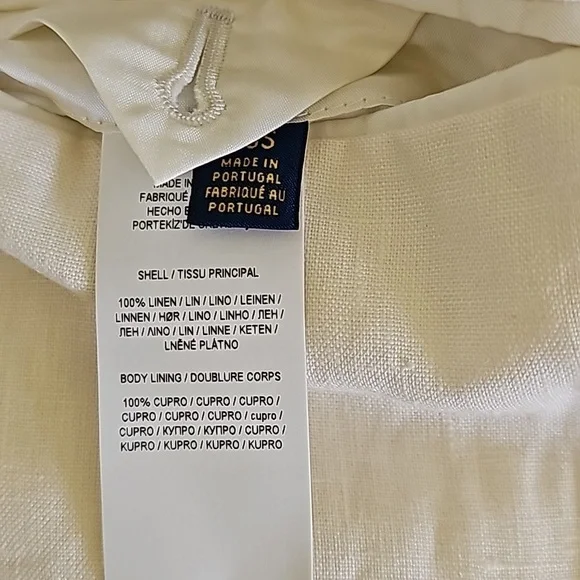 MADE IN
PORTUGAL
FABRIQUÉ AU
PORTUGAL
MADE IN
FABRIQUÉ
HECHO
PORTEKİZ'DE
SHELL / TISSU PRINCIPAL
100% LINEN / LIN / LINO / LEINEN /
LINNEN / HØR / LINO / LINHO / ЛЕН /
ЛЕН / ΛΙΝΟ / LIN / LINNE / KETEN /
LNĚNÉ PLÁTNO
BODY LINING / DOUBLURE CORPS
100% CUPRO / CUPRO / CUPRO /
CUPRO / CUPRO / CUPRO / cupro /
CUPRO / КУПРО / КУПРО / CUPRO /
KUPRO / KUPRO / KUPRO / KUPRO